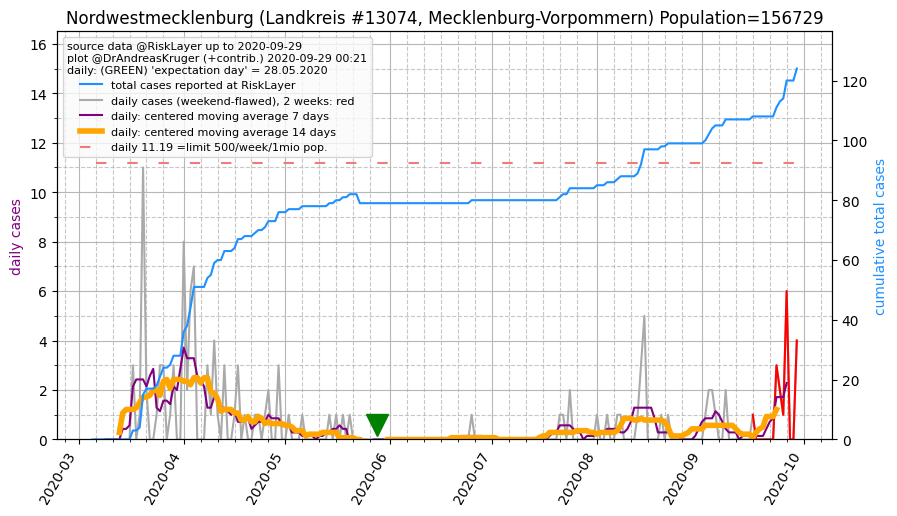 Nordwestmecklenburg (Landkreis #13074, Mecklenburg-Vorpommern) Population=156729
source data @RiskLayer up to 2020-09-29
plot @DrAndreasKruger (+contrib.) 2020-09-29 00:21
daily: (GREEN) 'expectation day' = 28.05.2020
total cases reported at RiskLayer
daily cases (weekend-flawed), 2 weeks: red
daily: centered moving average 7 days
daily: centered moving average 14 days
daily 11.19 =limit 500/week/1mio pop.
daily cases
16
14
12
10
8
6
4
2
0
cumulative total cases
120
100
80
60
40
20
0
2020-03
2020-04
2020-05
2020-06
2020-07
2020-08
2020-09
2020-10